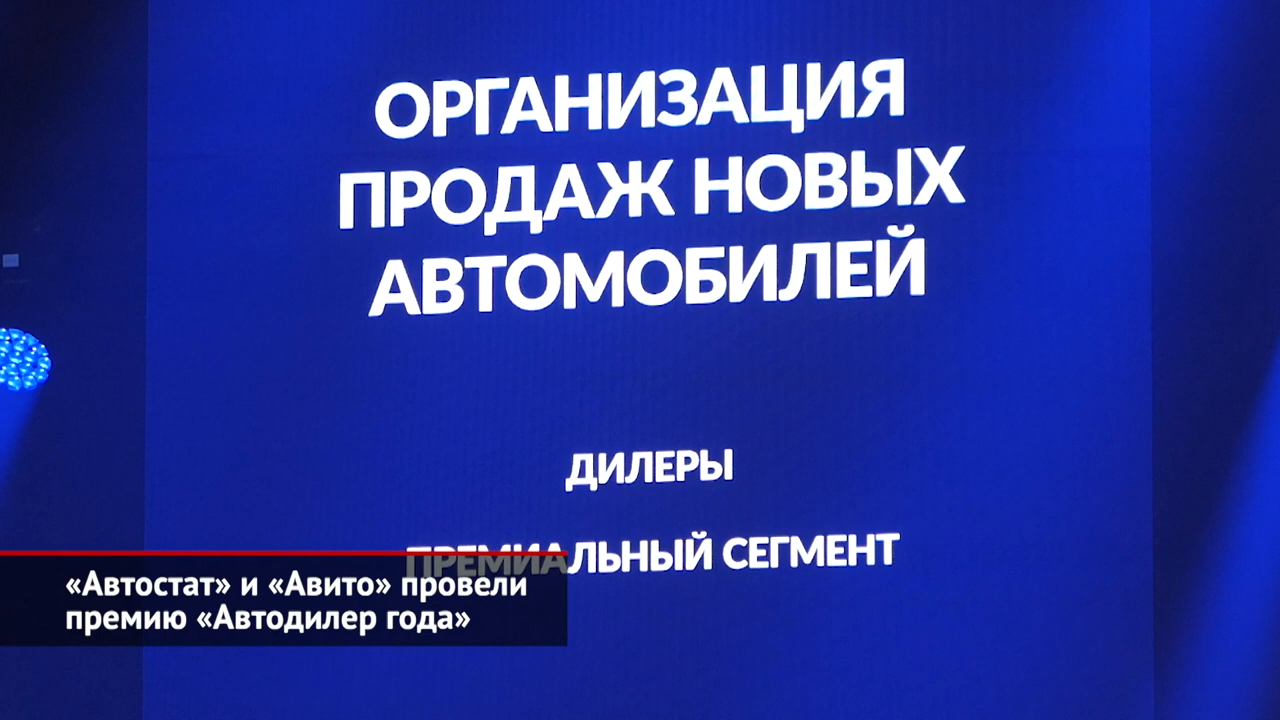 ОРГАНИЗАЦИЯ
ПРОДАЖ НОВЫХ
АВТОМОБИЛЕЙ
ДИЛЕРЫ
ПРЕМИАЛЬНЫЙ СЕГМЕНТ
«Автостат» и «Авито» провели
премию «Автодилер года»